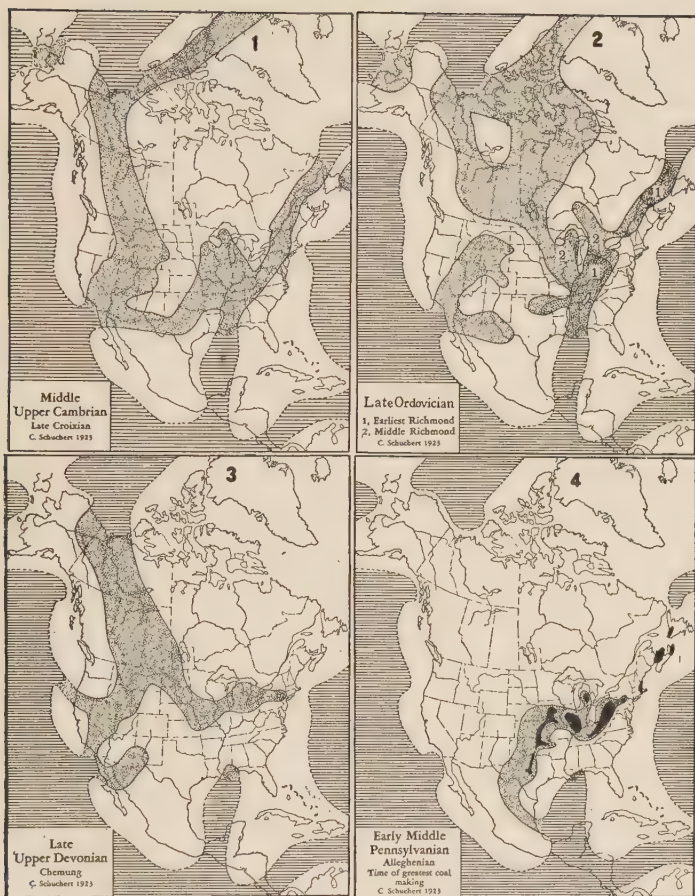 1
Middle
Upper Cambrian
Late Croixian
C. Schuchert 1923
2
1
2
2
1
Late Ordovician
1, Earliest Richmond
2, Middle Richmond
C. Schuchert 1923
3
Late
Upper Devonian
Chemung
C. Schuchert 1923
4
Early Middle
Pennsylvanian
Alleghenian
Time of greatest coal
making
C. Schuchert 1923